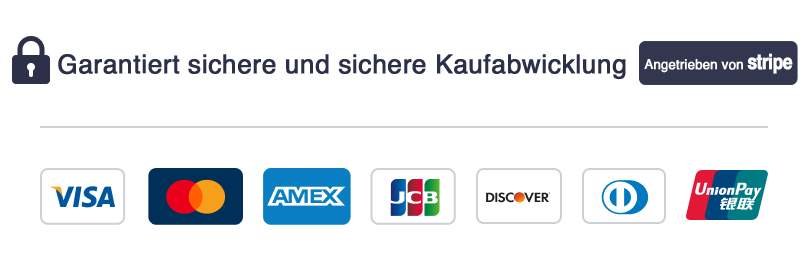 Garantiert sichere und sichere Kaufabwicklung
Angetrieben von stripe
VISA
AMEX
JCB
DISCOVER
UnionPay
银联